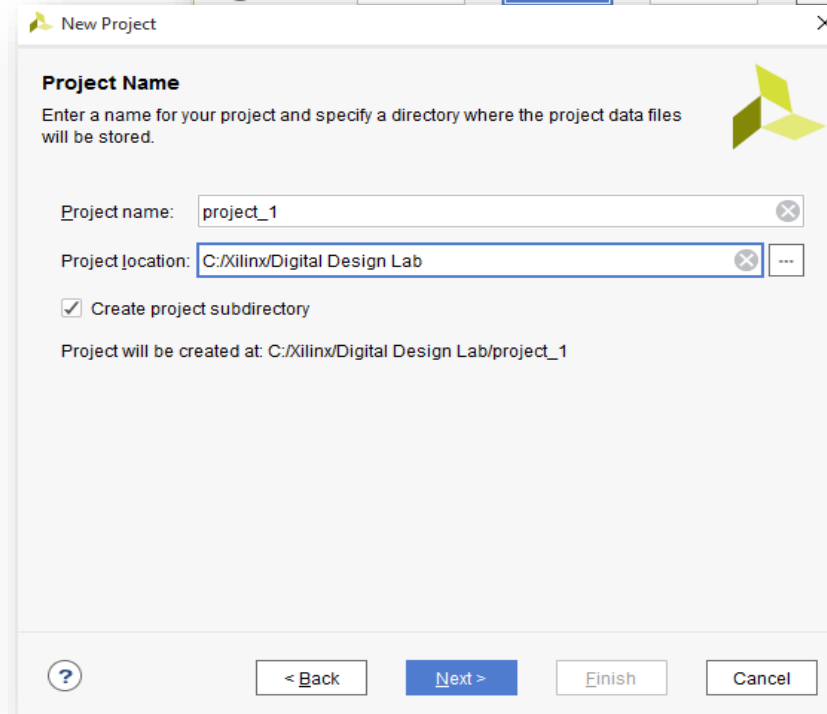 New Project
Project Name
Enter a name for your project and specify a directory where the project data files
will be stored.
Project name: project_1
Project location: C:/Xilinx/Digital Design Lab ...
Create project subdirectory
Project will be created at: C:/Xilinx/Digital Design Lab/project_1
? < Back Next > Finish Cancel